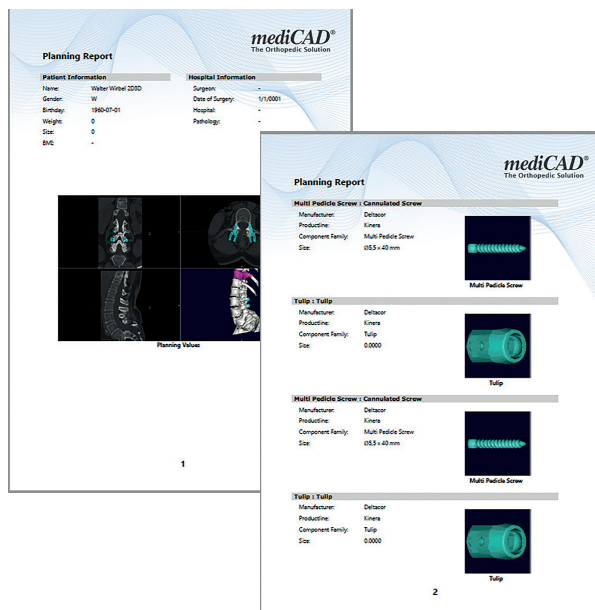 mediCAD®
The Orthopedic Solution
Planning Report
Patient Information
Name: Walter Wirbel 2D3D
Gender: W
Birthday: 1960-07-01
Weight: 0
Size: 0
BMI: -
Hospital Information
Surgeon: -
Date of Surgery: 1/1/0001
Hospital: -
Pathology: -
Planning Values
1
mediCAD®
The Orthopedic Solution
Planning Report
Multi Pedicle Screw : Cannulated Screw
Manufacturer: Deltacor
Productline: Kinera
Component Family: Multi Pedicle Screw
Size: Ø5,5 x 40 mm
Multi Pedicle Screw
Tulip : Tulip
Manufacturer: Deltacor
Productline: Kinera
Component Family: Tulip
Size: 0.0000
Tulip
Multi Pedicle Screw : Cannulated Screw
Manufacturer: Deltacor
Productline: Kinera
Component Family: Multi Pedicle Screw
Size: Ø5,5 x 40 mm
Multi Pedicle Screw
Tulip : Tulip
Manufacturer: Deltacor
Productline: Kinera
Component Family: Tulip
Size: 0.0000
Tulip
2